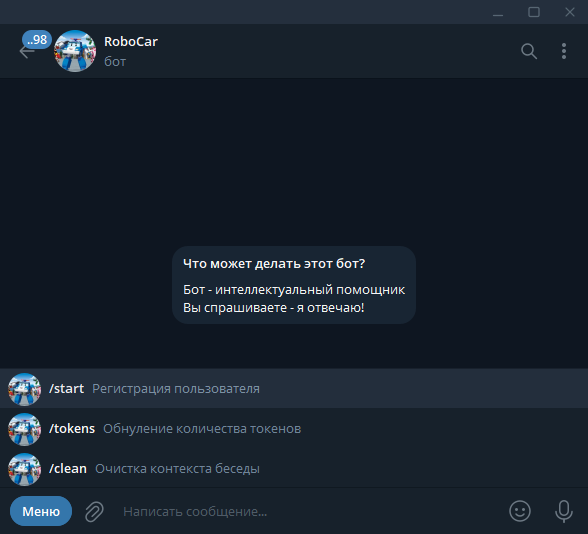 ..98
RoboCar
бот
Что может делать этот бот?
Бот - интеллектуальный помощник
Вы спрашиваете - я отвечаю!
/start Регистрация пользователя
/tokens Обнуление количества токенов
/clean Очистка контекста беседы
Меню Написать сообщение...